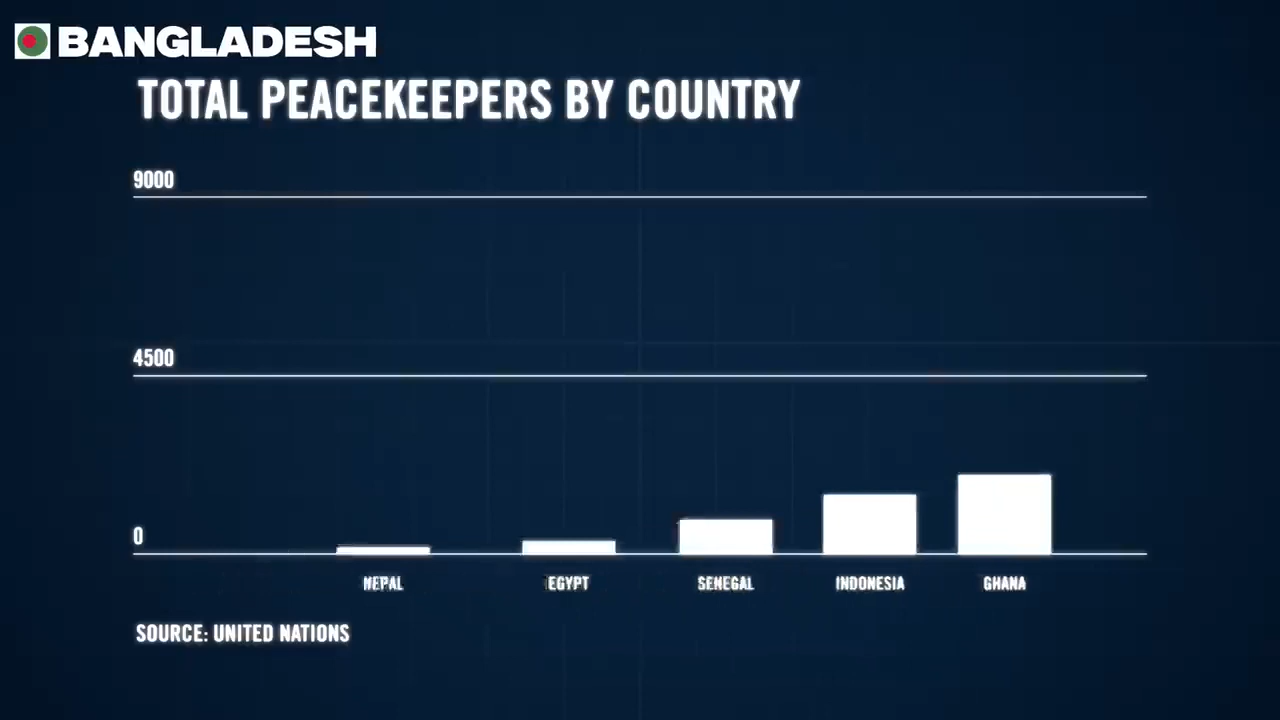 BANGLADESH
TOTAL PEACEKEEPERS BY COUNTRY
9000
4500
0
NEPAL EGYPT SENEGAL INDONESIA GHANA
SOURCE: UNITED NATIONS